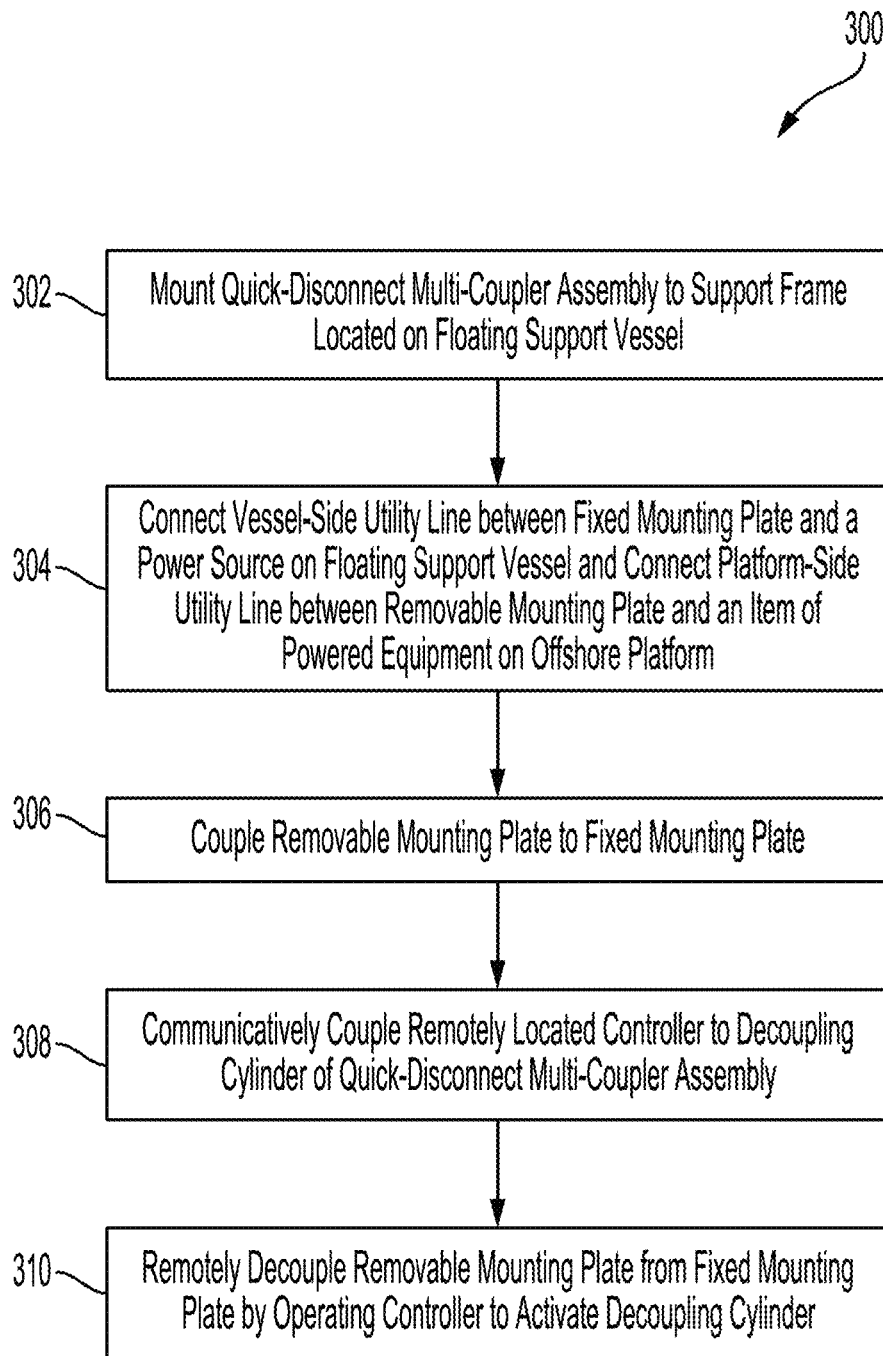 300
302
Mount Quick-Disconnect Multi-Coupler Assembly to Support Frame
Located on Floating Support Vessel
304
Connect Vessel-Side Utility Line between Fixed Mounting Plate and a
Power Source on Floating Support Vessel and Connect Platform-Side
Utility Line between Removable Mounting Plate and an Item of
Powered Equipment on Offshore Platform
306
Couple Removable Mounting Plate to Fixed Mounting Plate
308
Communicatively Couple Remotely Located Controller to Decoupling
Cylinder of Quick-Disconnect Multi-Coupler Assembly
310
Remotely Decouple Removable Mounting Plate from Fixed Mounting
Plate by Operating Controller to Activate Decoupling Cylinder